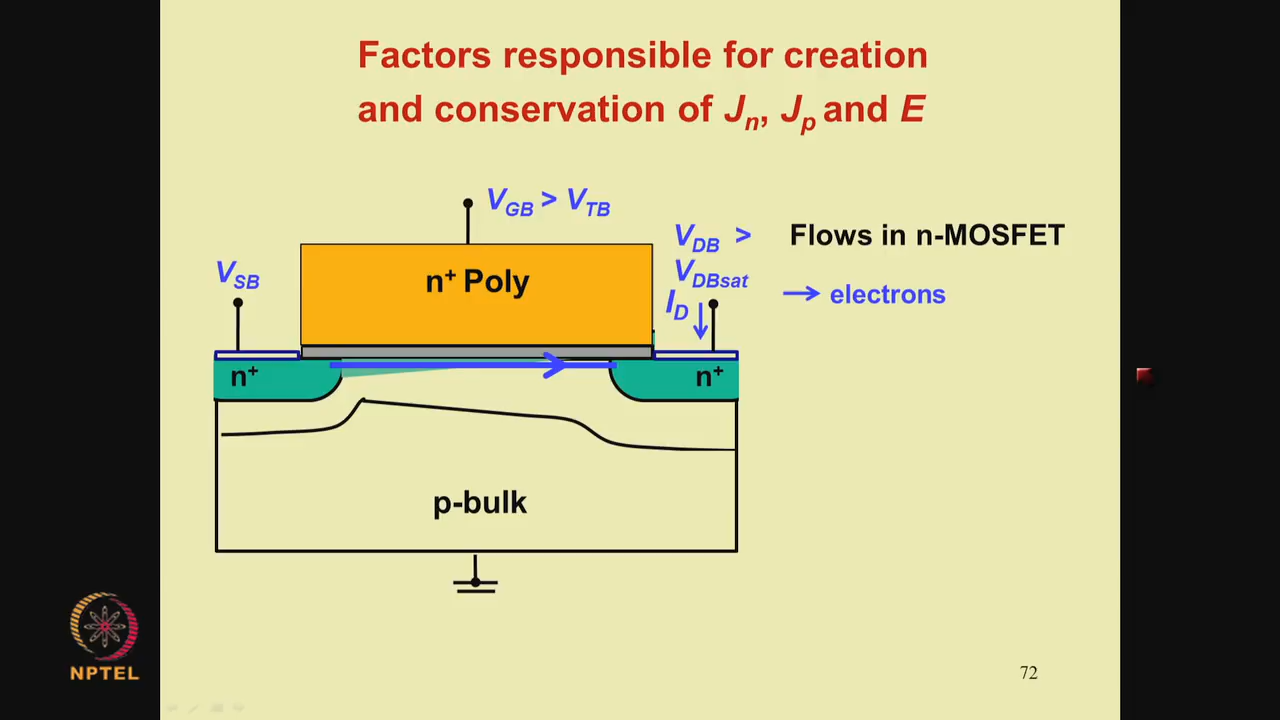 Factors responsible for creation
and conservation of Jn, Jp and E
VGB > VTB
VDB >
VDBsat
Flows in n-MOSFET
VSB
n+ Poly
ID
→ electrons
n+
n+
p-bulk
NPTEL
72